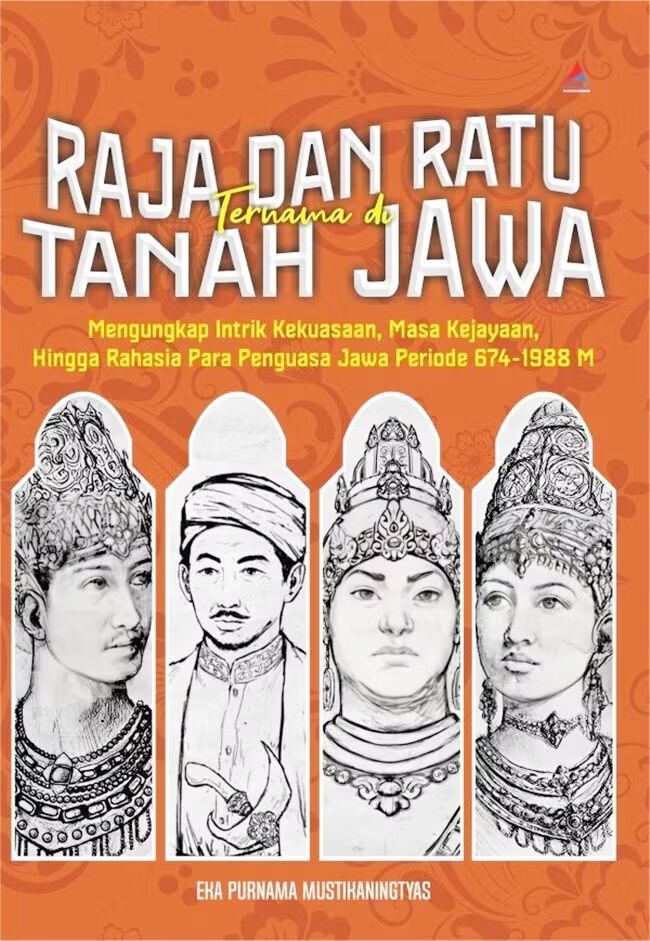 RAJA DAN RATU
Ternama di
TANAH JAWA
Mengungkap Intrik Kekuasaan, Masa Kejayaan,
Hingga Rahasia Para Penguasa Jawa Periode 674-1988 M
EKA PURNAMA MUSTIKANINGTYAS